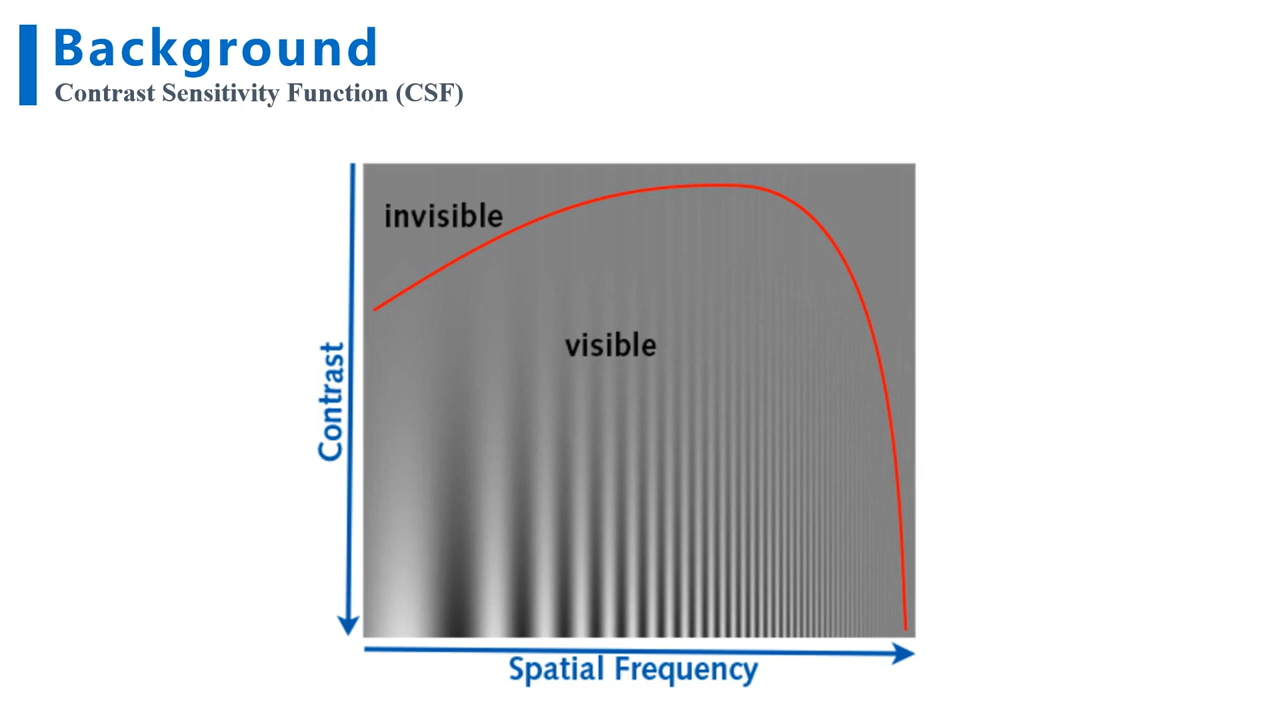 Background
Contrast Sensitivity Function (CSF)
invisible
visible
Contrast
Spatial Frequency